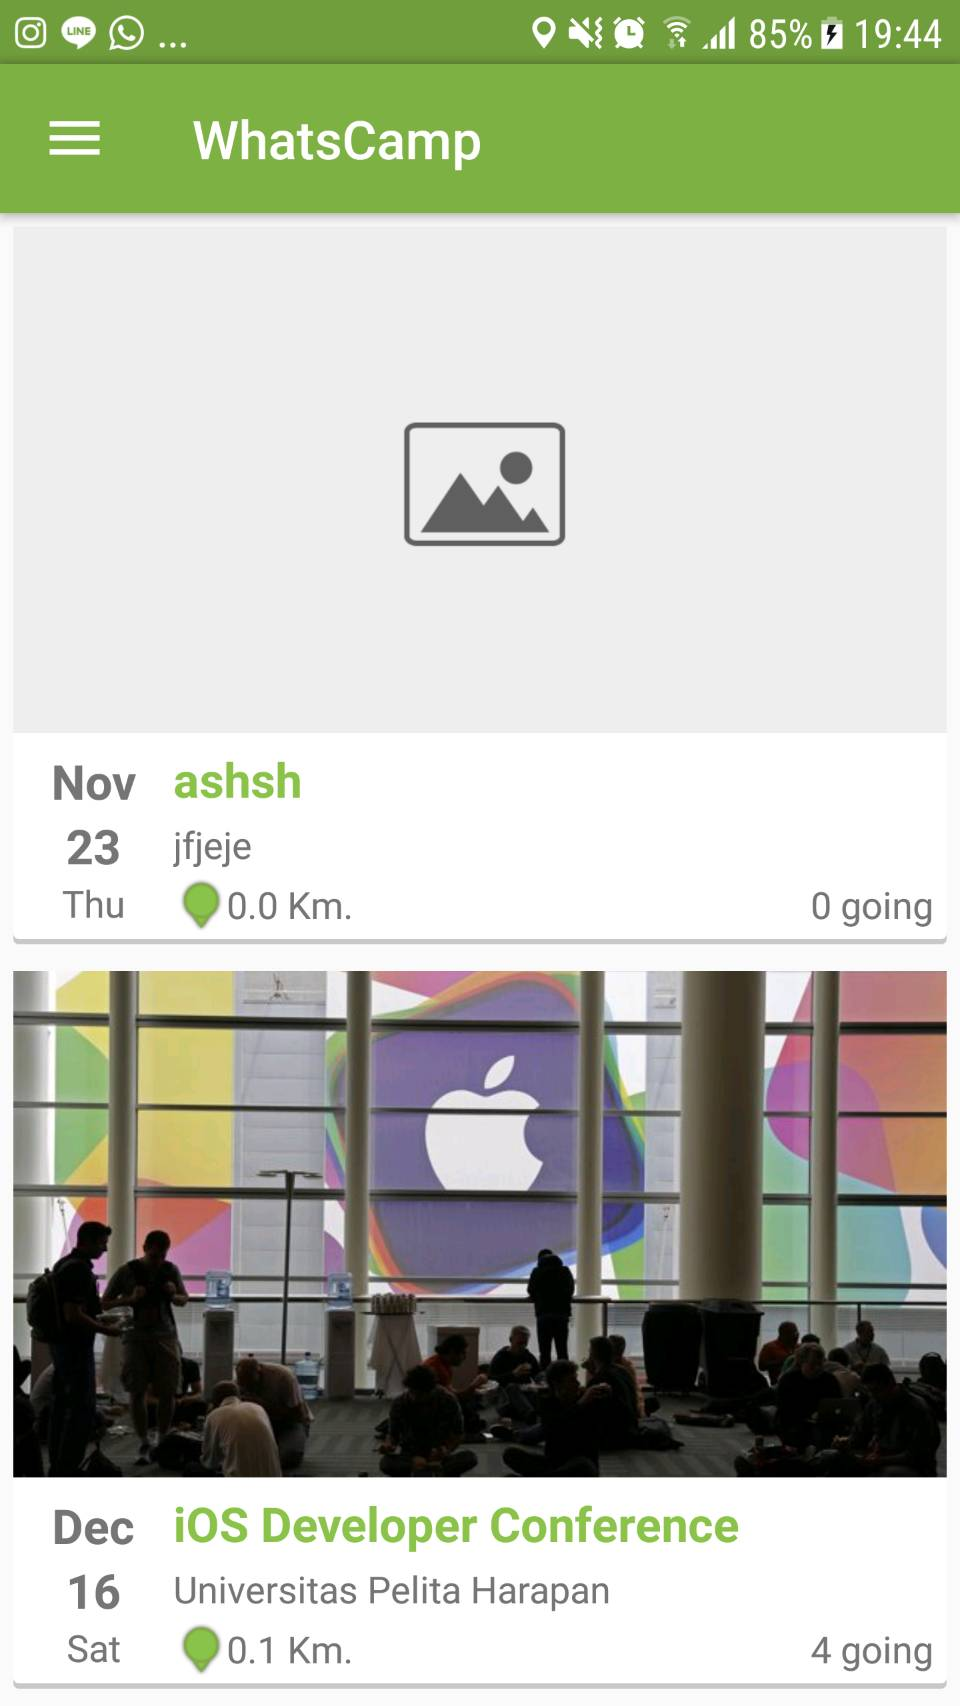 LINE ... 85% 19:44
WhatsCamp
Nov ashsh
23 jfjeje
Thu 0.0 Km. 0 going
Dec iOS Developer Conference
16 Universitas Pelita Harapan
Sat 0.1 Km. 4 going